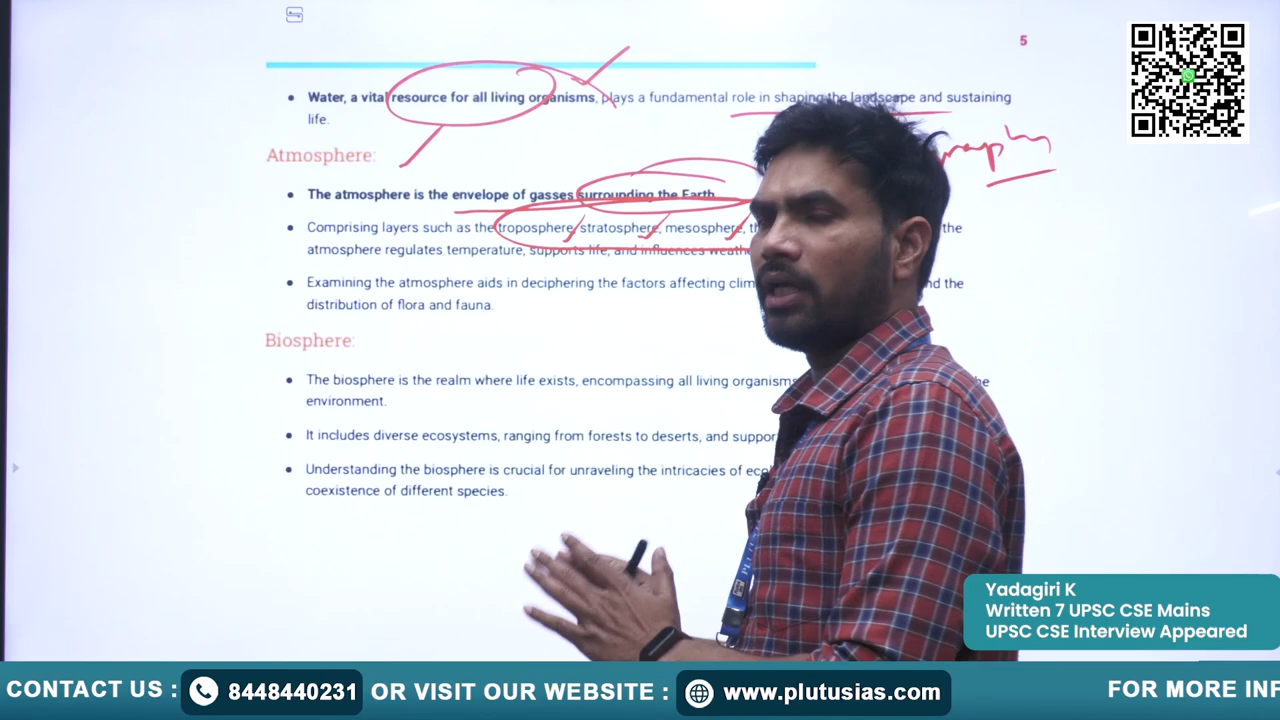 5
Water, a vital resource for all living organisms, plays a fundamental role in shaping the landscape and sustaining
life.
Atmosphere:
The atmosphere is the envelope of gasses surrounding the Earth
Comprising layers such as the troposphere, stratosphere, mesosphere, the
atmosphere regulates temperature, supports life, and influences
Examining the atmosphere aids in deciphering the factors affecting the
distribution of flora and fauna.
Biosphere:
The biosphere is the realm where life exists, encompassing all living organisms
environment.
It includes diverse ecosystems, ranging from forests to deserts, and
Understanding the biosphere is crucial for unraveling the intricacies of
coexistence of different species.
PLUTUS
Yadagiri K
Written 7 UPSC CSE Mains
UPSC CSE Interview Appeared
CONTACT US : 8448440231 OR VISIT OUR WEBSITE : www.plutusias.com FOR MORE INF